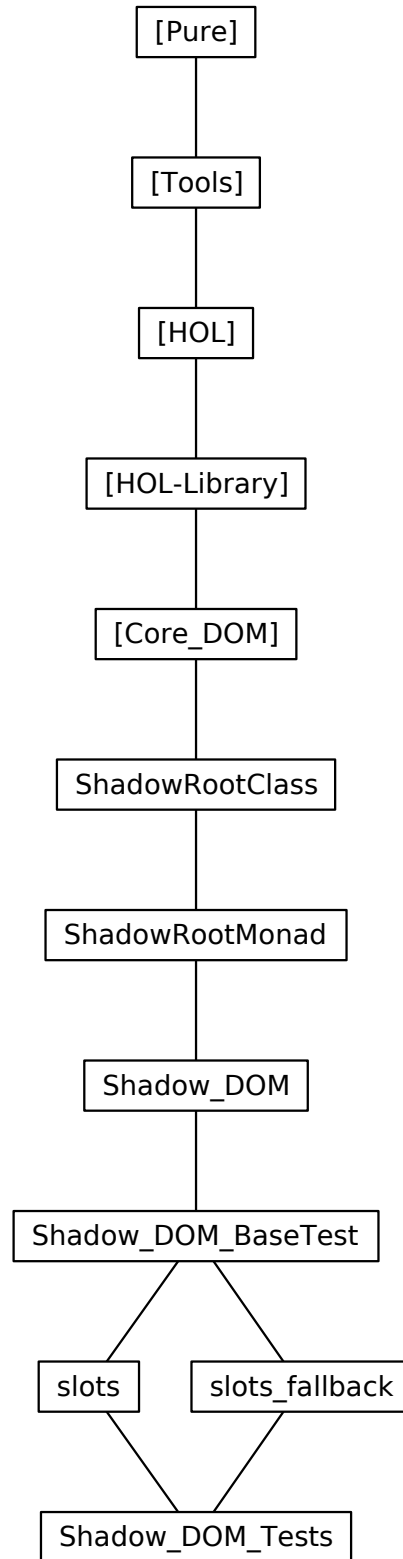 [Pure]
[Tools]
[HOL]
[HOL-Library]
[Core_DOM]
ShadowRootClass
ShadowRootMonad
Shadow_DOM
Shadow_DOM_BaseTest
slots
slots_fallback
Shadow_DOM_Tests